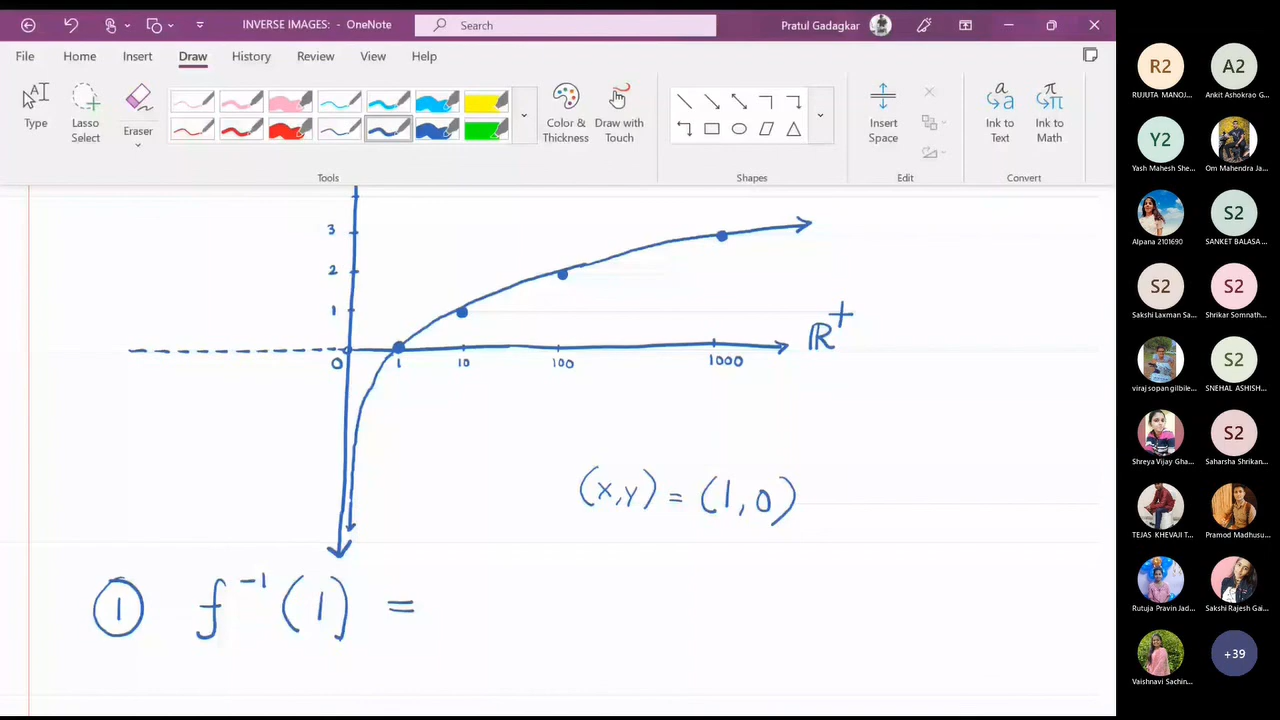 INVERSE IMAGES: - OneNote
Search
Pratul Gadagkar
File Home Insert Draw History Review View Help
Type
Lasso Select
Eraser
Color & Thickness
Draw with Touch
Insert Space
Ink to Text
Ink to Math
Tools
Shapes
Edit
Convert
3
2
1
0 1 10 100 1000
ℝ⁺
(x,y) = (1,0)
① f⁻¹(1) =
R2
RUJUTA MANOJ...
A2
Ankit Ashokrao G...
Y2
Yash Mahesh She...
Om Mahendra Ja...
Alpana 2101690
S2
SANKET BALASA...
S2
Sakshi Laxman Sa...
S2
Shrikar Somnath...
viraj sopan gilbile...
S2
SNEHAL ASHISH...
Shreya Vijay Gha...
S2
Saharsha Shrikan...
TEJAS KHEVAJI T...
Pramod Madhusu...
Rutuja Pravin Jad...
Sakshi Rajesh Gai...
Vaishnavi Sachin...
+39